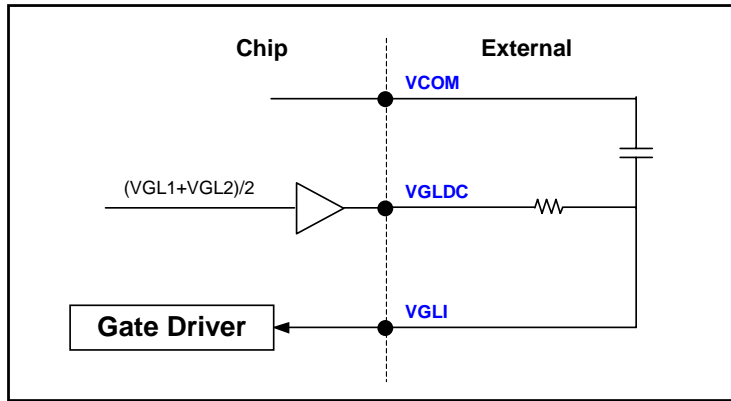 Chip
External
VCOM
(VGL1+VGL2)/2
VGLDC
VGLI
Gate Driver